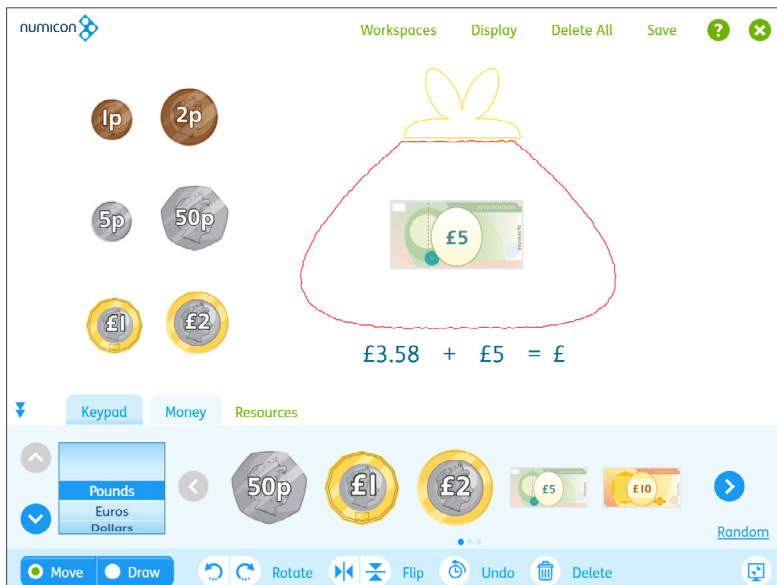 numicon
Workspaces Display Delete All Save ?
1p 2p
5p 50p
£5
£1 £2
£3.58 + £5 = £
Keypad Money Resources
Pounds
Euros
Dollars
50p £1 £2 £5 £10
Random
Move Draw Rotate Flip Undo Delete